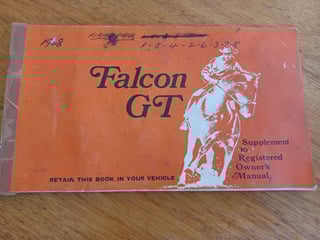 1968
1-5-4-2-6-3-7-8
Falcon
GT
Supplement
to
Registered
Owner's
Manual
RETAIN THIS BOOK IN YOUR VEHICLE